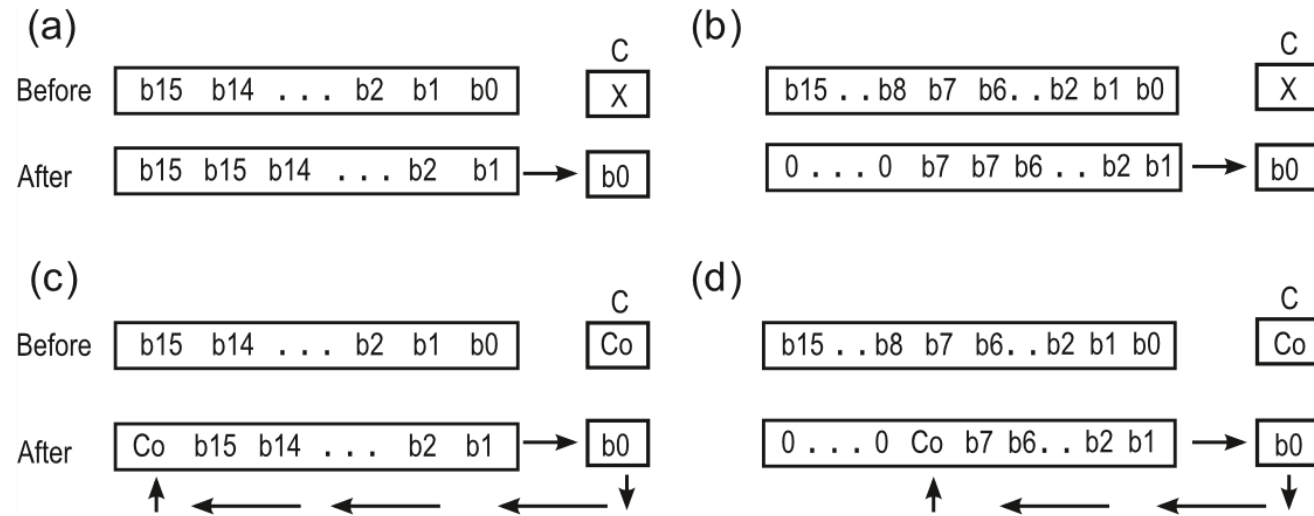 (a)
C
Before b15 b14 . . . b2 b1 b0 X
After b15 b15 b14 . . . b2 b1 b0
(b)
C
b15 . . b8 b7 b6 . . b2 b1 b0 X
0 . . . 0 b7 b7 b6 . . b2 b1 b0
(c)
C
Before b15 b14 . . . b2 b1 b0 Co
After Co b15 b14 . . . b2 b1 b0
(d)
C
b15 . . b8 b7 b6 . . b2 b1 b0 Co
0 . . . 0 Co b7 b6 . . b2 b1 b0